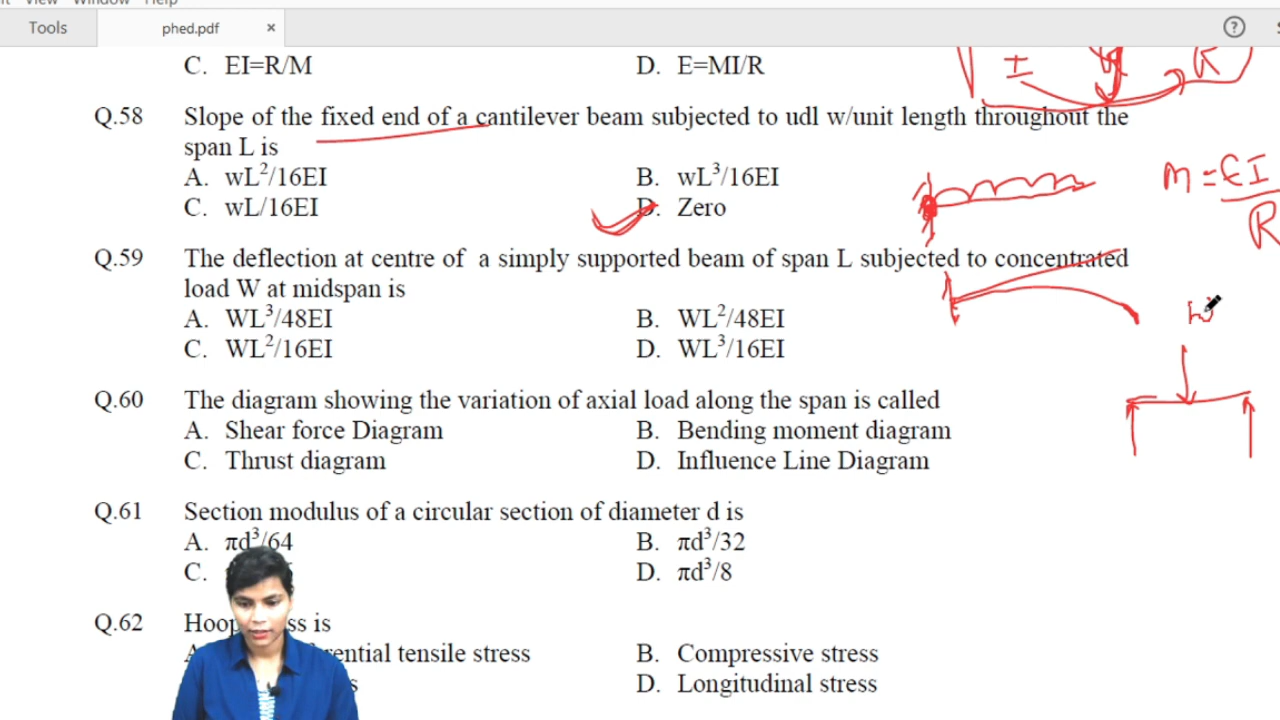 Tools phed.pdf ×
C. EI=R/M D. E=MI/R
I R
Q.58 Slope of the fixed end of a cantilever beam subjected to udl w/unit length throughout the
span L is
A. wL²/16EI B. wL³/16EI
M = EI
C. wL/16EI D. Zero
R
Q.59 The deflection at centre of a simply supported beam of span L subjected to concentrated
load W at midspan is
A. WL³/48EI B. WL²/48EI
C. WL²/16EI D. WL³/16EI
Q.60 The diagram showing the variation of axial load along the span is called
A. Shear force Diagram B. Bending moment diagram
C. Thrust diagram D. Influence Line Diagram
Q.61 Section modulus of a circular section of diameter d is
A. πd³/64 B. πd³/32
C. D. πd³/8
Q.62 is
tensile stress B. Compressive stress
D. Longitudinal stress